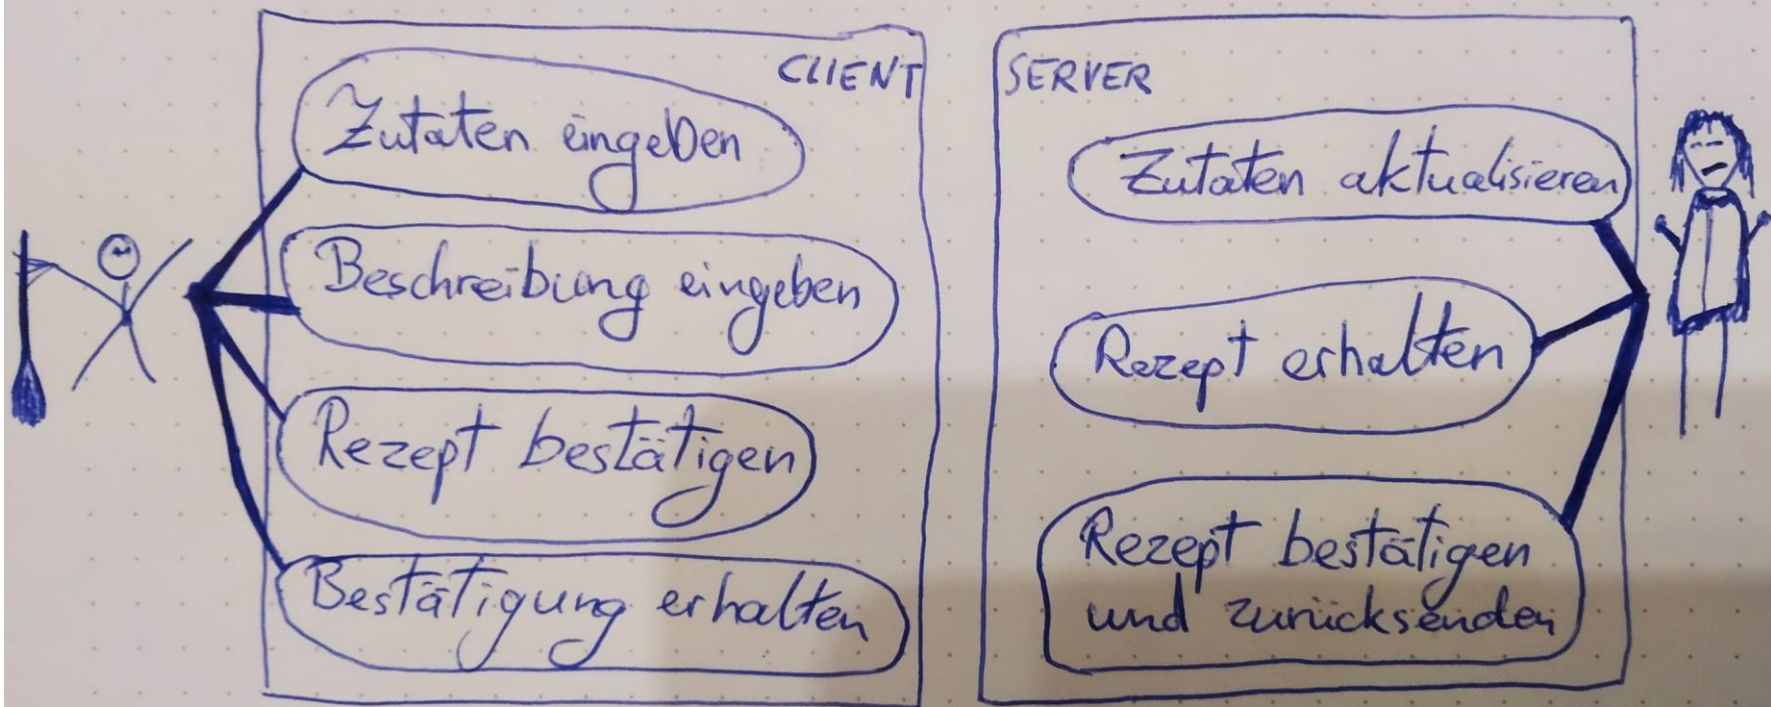 CLIENT
Zutaten eingeben
Beschreibung eingeben
Rezept bestätigen
Bestätigung erhalten
SERVER
Zutaten aktualisieren
Rezept erhalten
Rezept bestätigen
und zurücksenden